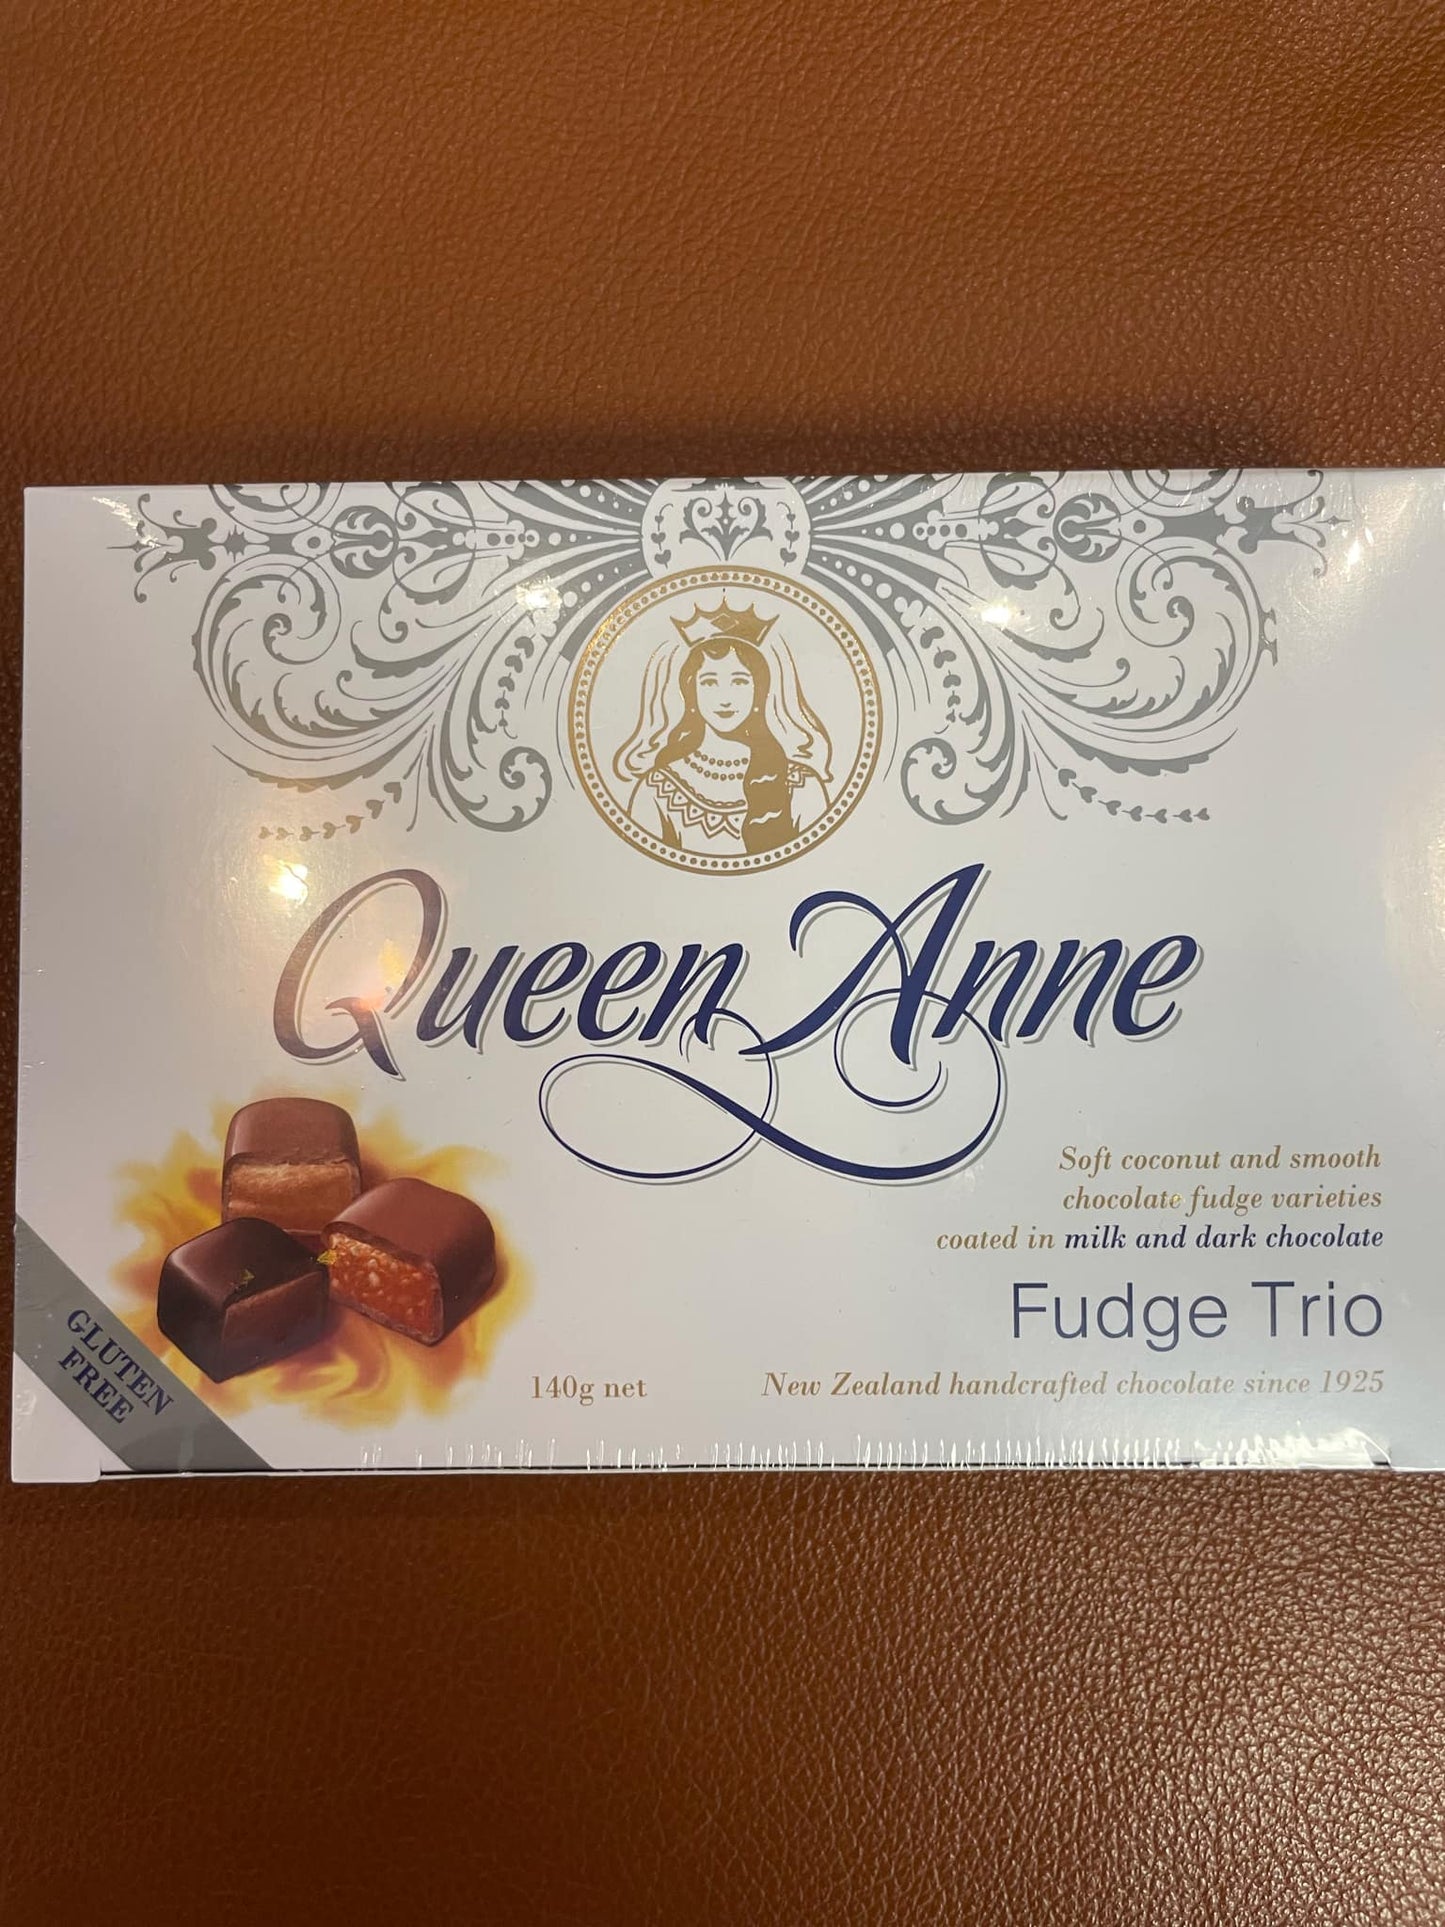 Queen Anne
Soft coconut and smooth
chocolate fudge varieties
coated in milk and dark chocolate
Fudge Trio
GLUTEN
FREE
140g net
New Zealand handcrafted chocolate since 1925